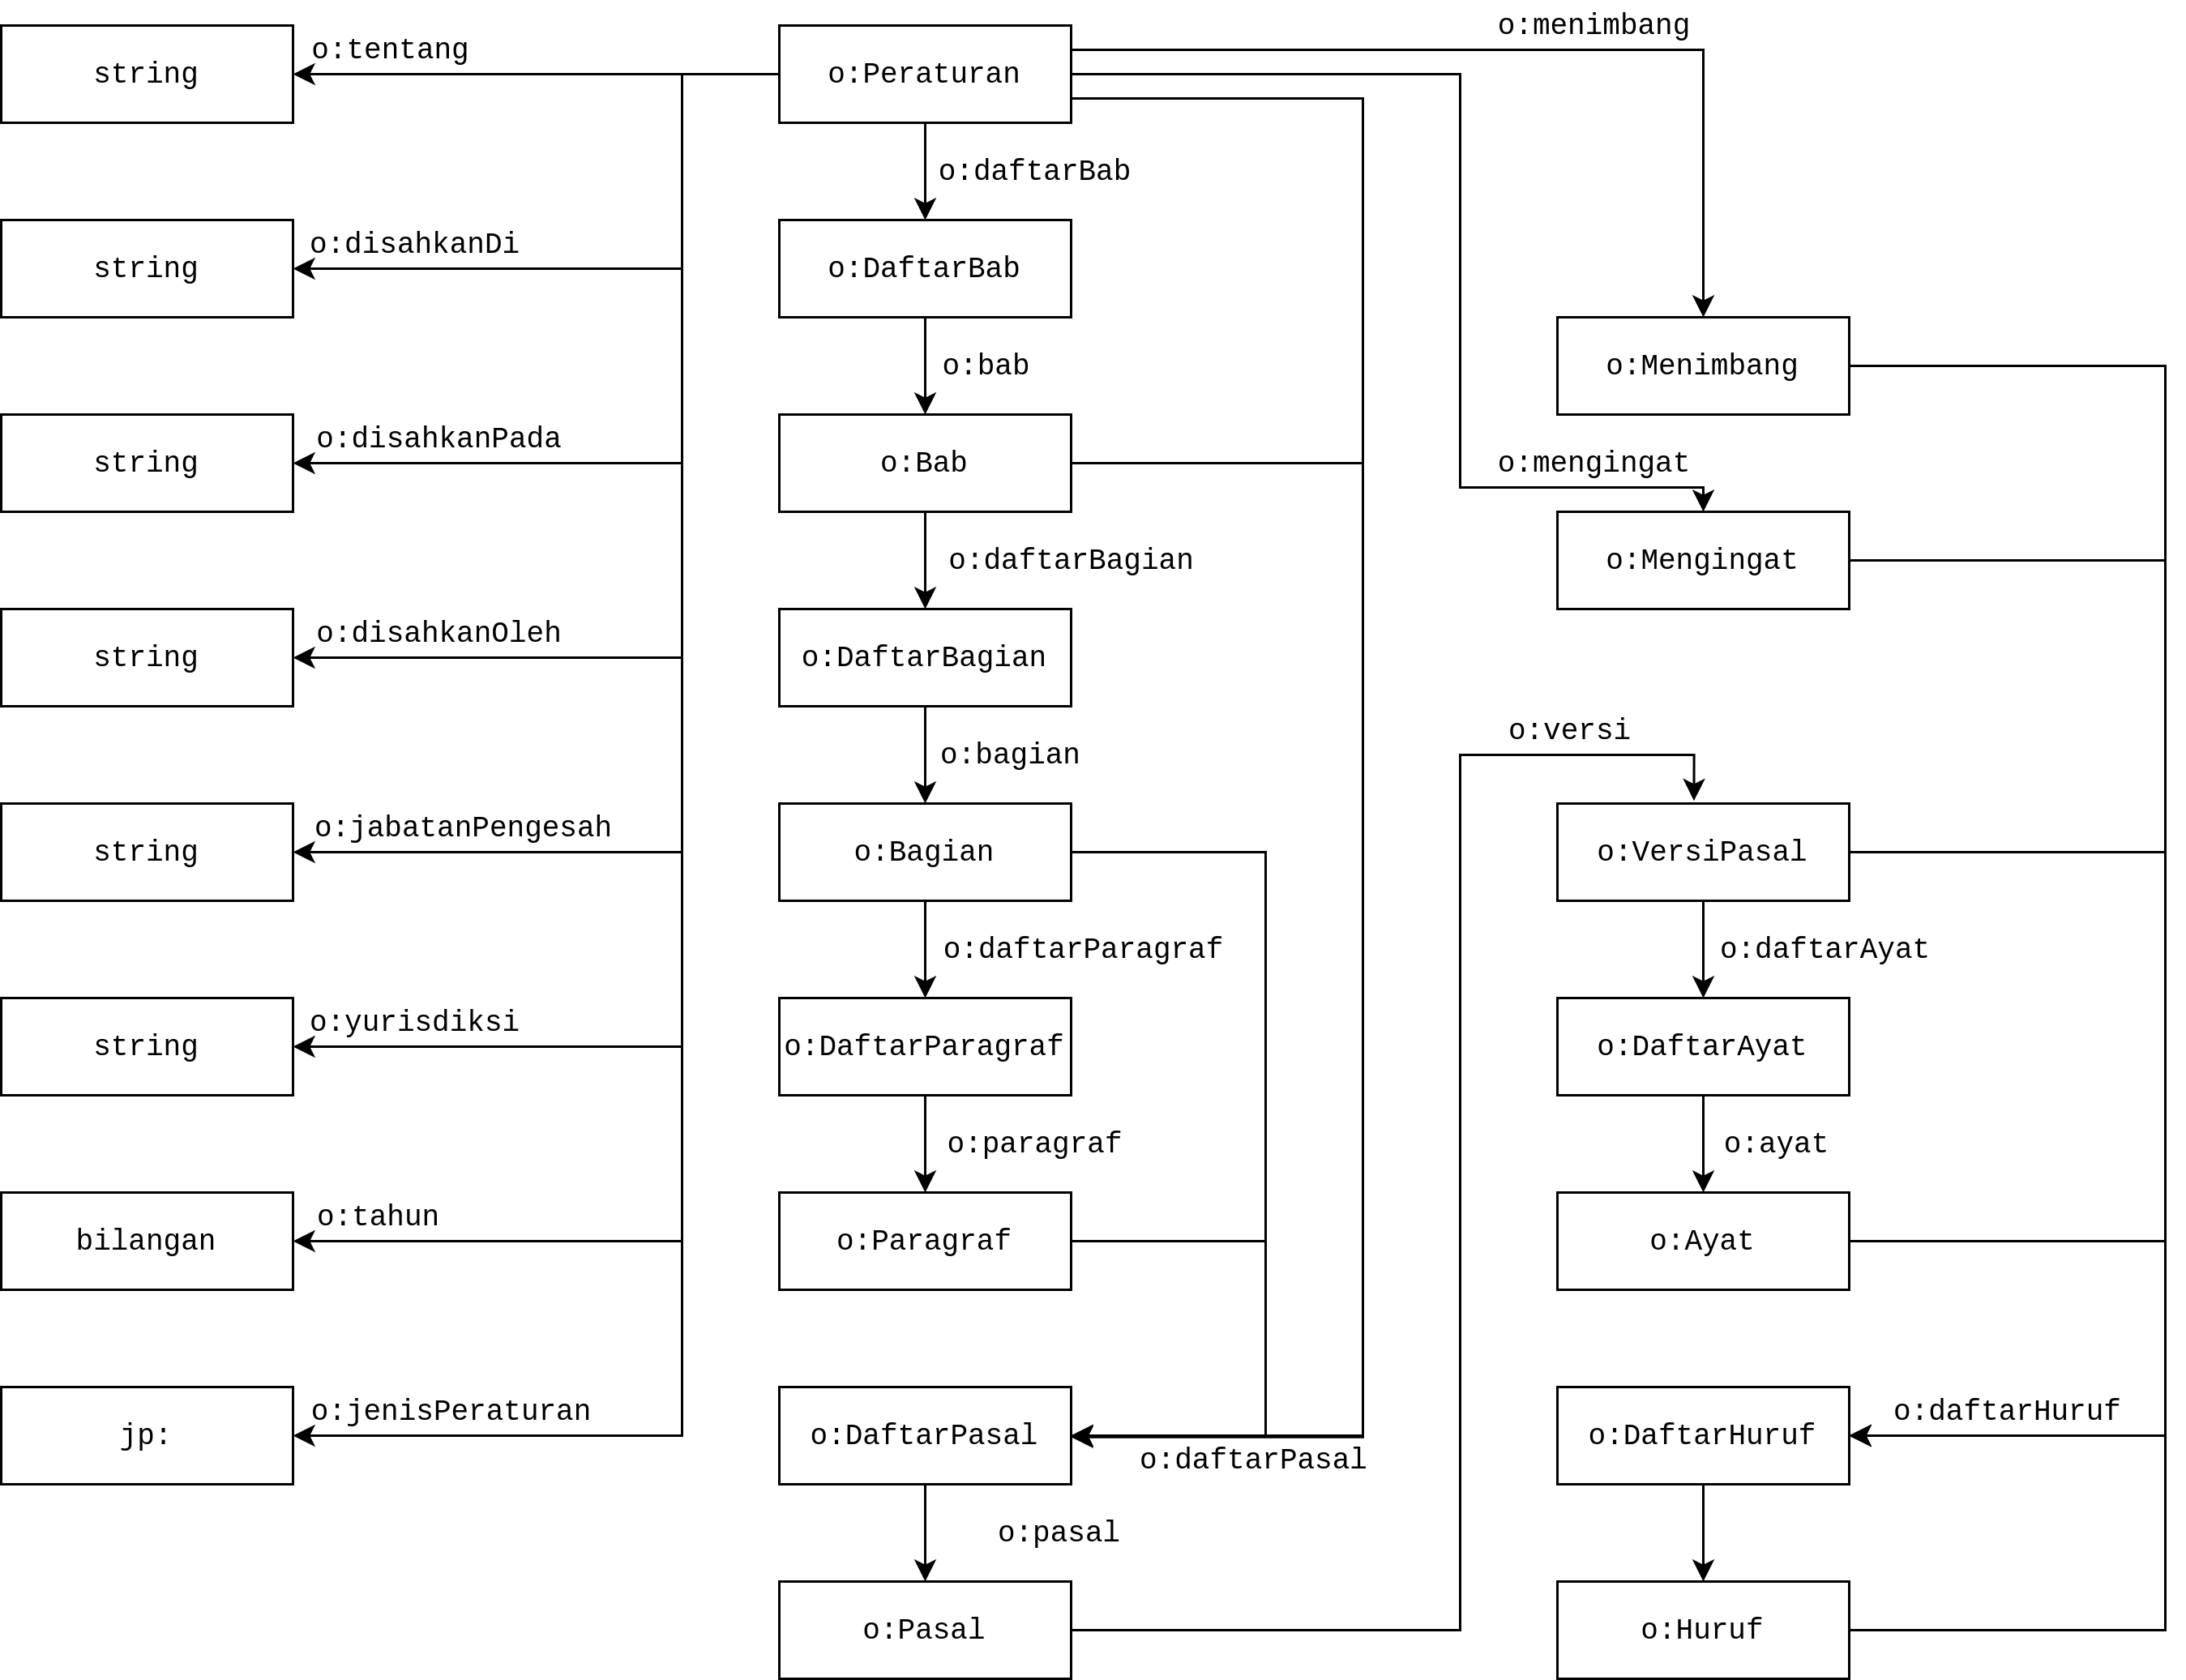 o:menimbang
o:tentang
string
o:Peraturan
o:daftarBab
o:disahkanDi
string
o:DaftarBab
o:bab
o:Menimbang
o:disahkanPada
string
o:Bab
o:mengingat
o:daftarBagian
o:Mengingat
o:disahkanOleh
string
o:DaftarBagian
o:versi
o:bagian
o:jabatanPengesah
string
o:Bagian
o:VersiPasal
o:daftarParagraf
o:daftarAyat
o:yurisdiksi
string
o:DaftarParagraf
o:DaftarAyat
o:paragraf
o:ayat
o:tahun
bilangan
o:Paragraf
o:Ayat
o:jenisPeraturan
jp:
o:DaftarPasal
o:DaftarHuruf
o:daftarHuruf
o:daftarPasal
o:pasal
o:Pasal
o:Huruf